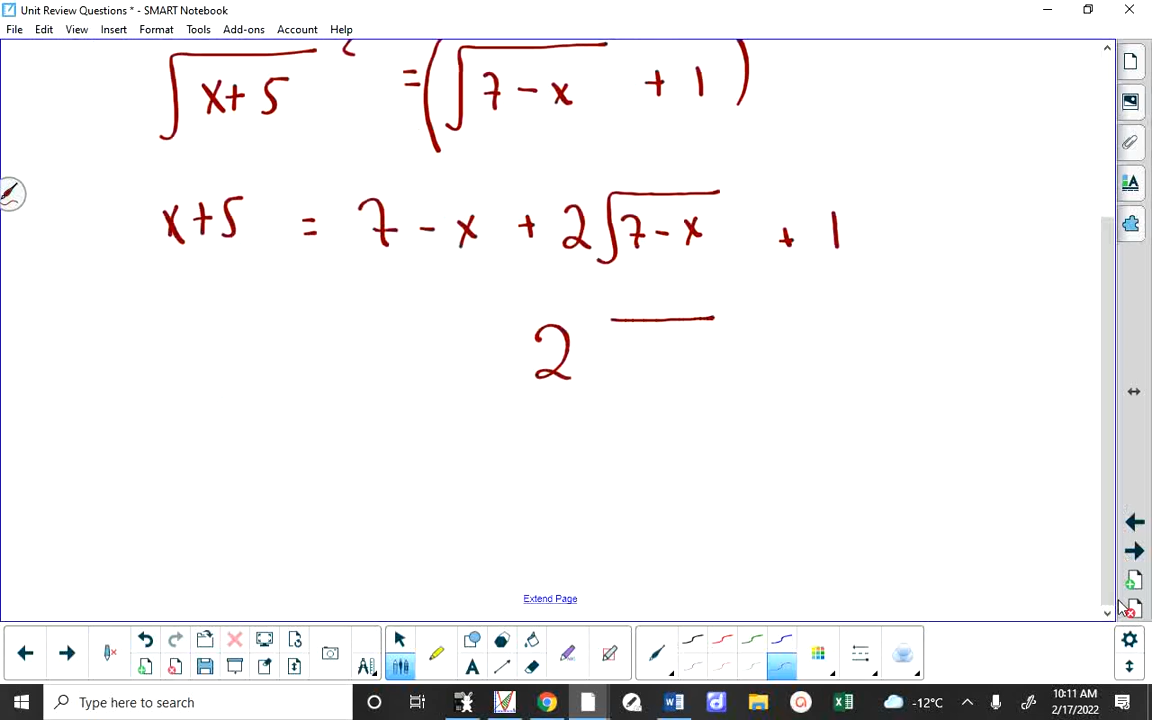 Unit Review Questions * - SMART Notebook
File Edit View Insert Format Tools Add-ons Account Help
√x+5 = (√7-x + 1)
x+5 = 7 - x + 2√7-x + 1
2
Extend Page
Type here to search
-12°C
10:11 AM
2/17/2022